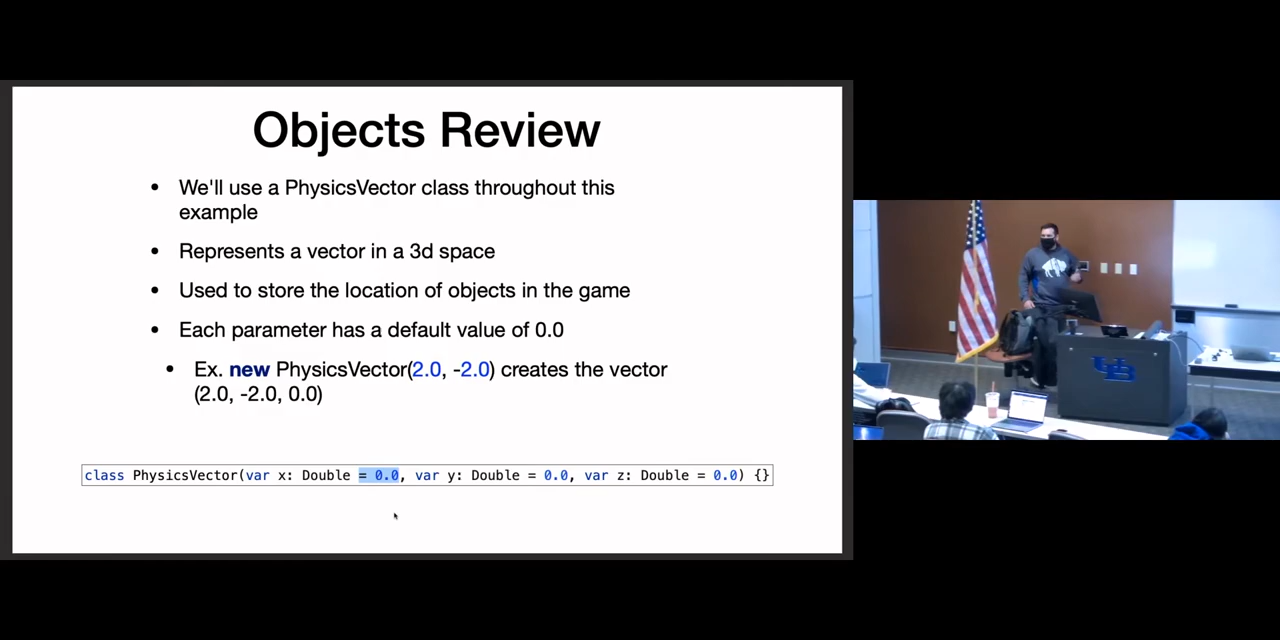 Objects Review
• We'll use a PhysicsVector class throughout this
example
• Represents a vector in a 3d space
• Used to store the location of objects in the game
• Each parameter has a default value of 0.0
• Ex. new PhysicsVector(2.0, -2.0) creates the vector
(2.0, -2.0, 0.0)
class PhysicsVector(var x: Double = 0.0, var y: Double = 0.0, var z: Double = 0.0) {}
UB